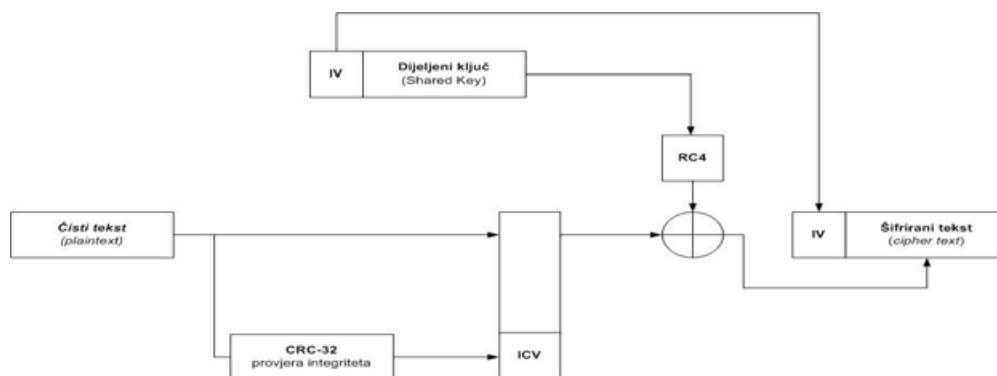 IV
Dijeljeni ključ
(Shared Key)
RC4
Čisti tekst
(plaintext)
IV
Šifrirani tekst
(cipher text)
CRC-32
provjera integriteta
ICV